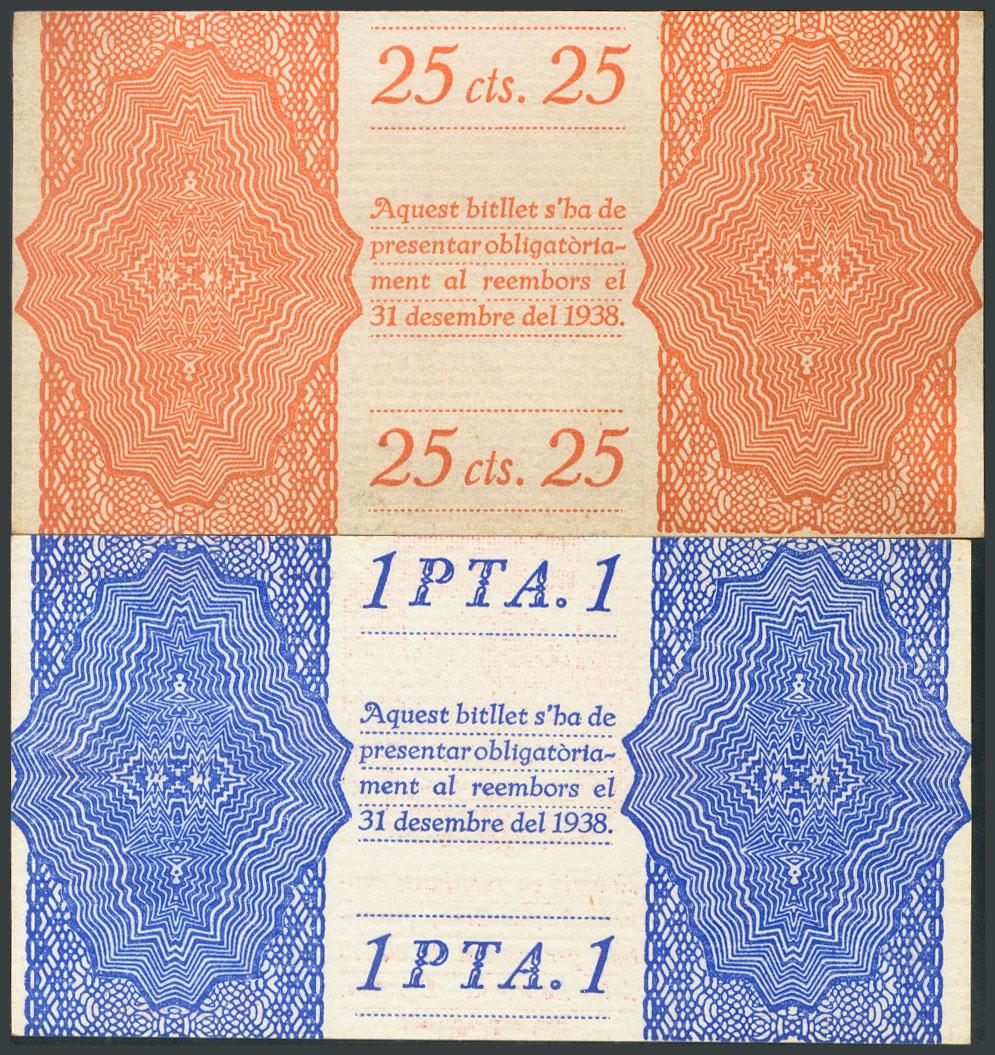 25 cts. 25
Aquest bitllet s'ha de
presentar obligatòria-
ment al reembors el
31 desembre del 1938.
25 cts. 25
1 PTA. 1
Aquest bitllet s'ha de
presentar obligatòria-
ment al reembors el
31 desembre del 1938.
1 PTA. 1